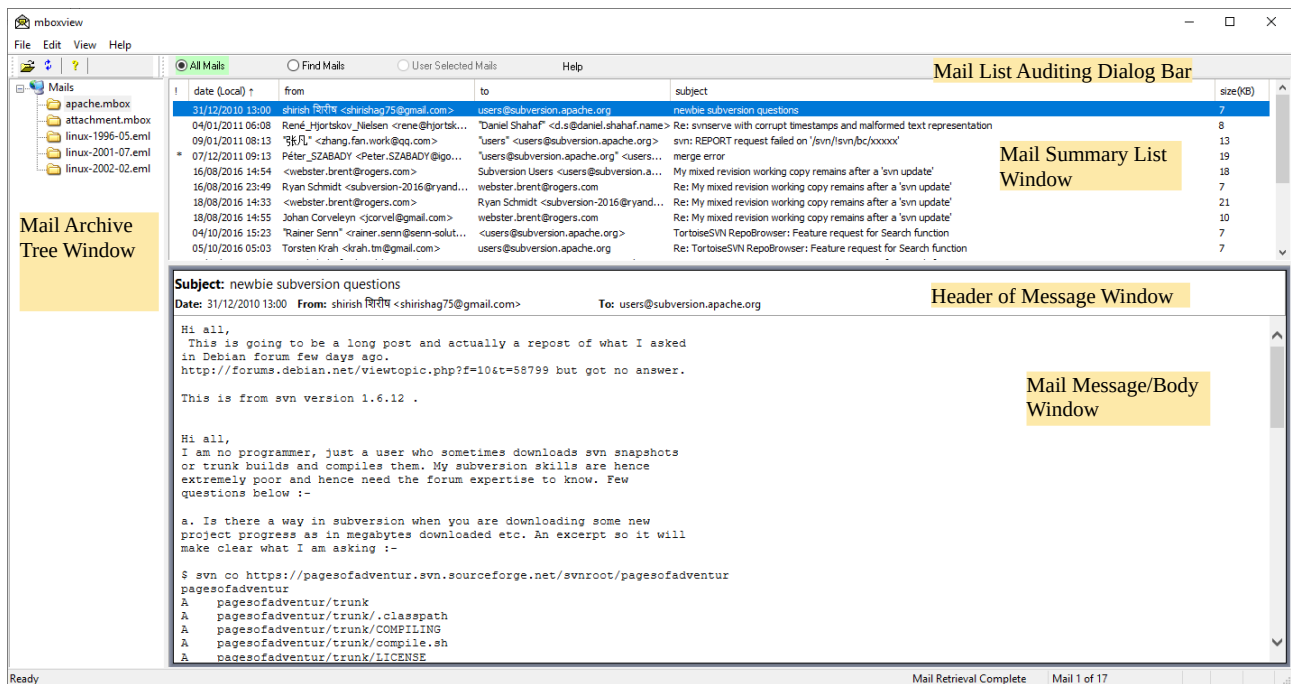 mboxview
File Edit View Help
All Mails Find Mails User Selected Mails Help
Mail List Auditing Dialog Bar
Mails
apache.mbox
attachment.mbox
linux-1996-05.eml
linux-2001-07.eml
linux-2002-02.eml
Mail Archive
Tree Window
! date (Local) ↑ from to subject size(KB)
31/12/2010 13:00 shirish शिरीष <shirishag75@gmail.com> users@subversion.apache.org newbie subversion questions 7
04/01/2011 06:08 René_Hjortskov_Nielsen <rene@hjortsk... "Daniel Shahaf" <d.s@daniel.shahaf.name> Re: svnserve with corrupt timestamps and malformed text representation 8
09/01/2011 08:13 "张凡" <zhang.fan.work@qq.com> "users" <users@subversion.apache.org> svn: REPORT request failed on '/svn/!svn/bc/xxxxx' 13
* 07/12/2011 09:13 Péter_SZABADY <Peter.SZABADY@igo... "users@subversion.apache.org" <users... merge error 19
16/08/2016 14:54 <webster.brent@rogers.com> Subversion Users <users@subversion.a... My mixed revision working copy remains after a 'svn update' 18
16/08/2016 23:49 Ryan Schmidt <subversion-2016@ryand... webster.brent@rogers.com Re: My mixed revision working copy remains after a 'svn update' 7
18/08/2016 14:33 <webster.brent@rogers.com> Ryan Schmidt <subversion-2016@ryand... Re: My mixed revision working copy remains after a 'svn update' 21
18/08/2016 14:55 Johan Corveleyn <jcorvel@gmail.com> webster.brent@rogers.com Re: My mixed revision working copy remains after a 'svn update' 10
04/10/2016 15:23 "Rainer Senn" <rainer.senn@senn-solut... <users@subversion.apache.org> TortoiseSVN RepoBrowser: Feature request for Search function 7
05/10/2016 05:03 Torsten Krah <krah.tm@gmail.com> users@subversion.apache.org Re: TortoiseSVN RepoBrowser: Feature request for Search function 7
Mail Summary List
Window
Subject: newbie subversion questions
Date: 31/12/2010 13:00 From: shirish शिरीष <shirishag75@gmail.com> To: users@subversion.apache.org
Header of Message Window
Hi all,
This is going to be a long post and actually a repost of what I asked
in Debian forum few days ago.
http://forums.debian.net/viewtopic.php?f=10&t=58799 but got no answer.
This is from svn version 1.6.12 .
Mail Message/Body
Window
Hi all,
I am no programmer, just a user who sometimes downloads svn snapshots
or trunk builds and compiles them. My subversion skills are hence
extremely poor and hence need the forum expertise to know. Few
questions below :-
a. Is there a way in subversion when you are downloading some new
project progress as in megabytes downloaded etc. An excerpt so it will
make clear what I am asking :-
$ svn co https://pagesofadventur.svn.sourceforge.net/svnroot/pagesofadventur
pagesofadventur
A pagesofadventur/trunk
A pagesofadventur/trunk/.classpath
A pagesofadventur/trunk/COMPILING
A pagesofadventur/trunk/compile.sh
A pagesofadventur/trunk/LICENSE
Ready Mail Retrieval Complete Mail 1 of 17